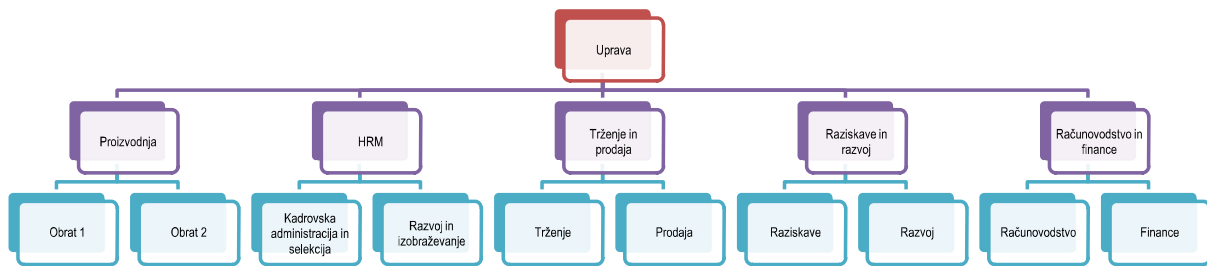 Uprava
Proizvodnja
HRM
Trženje in
prodaja
Raziskave in
razvoj
Računovodstvo in
finance
Obrat 1
Obrat 2
Kadrovska
administracija in
selekcija
Razvoj in
izobraževanje
Trženje
Prodaja
Raziskave
Razvoj
Računovodstvo
Finance